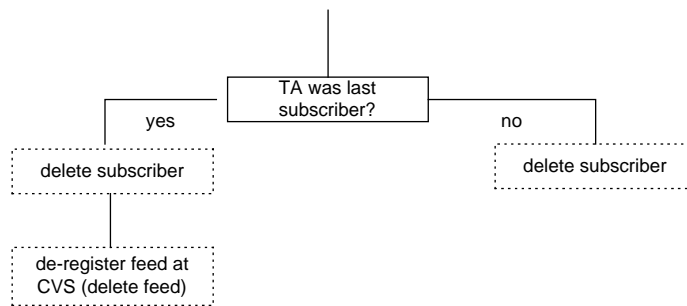 TA was last
subscriber?
yes
no
delete subscriber
delete subscriber
de-register feed at
CVS (delete feed)